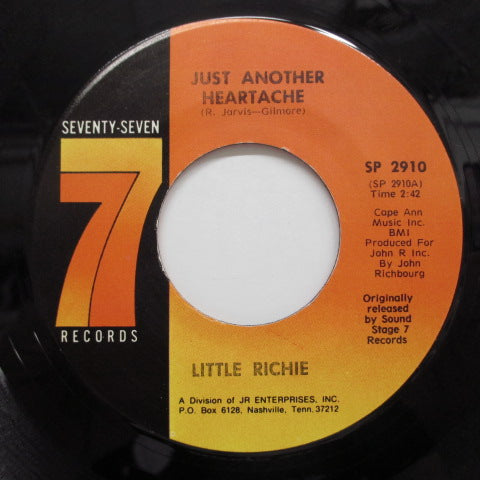 JUST ANOTHER
HEARTACHE
(R. Jarvis—Gilmore)
SEVENTY-SEVEN
7
RECORDS
SP 2910
(SP 2910A)
Time 2:42
Cape Ann
Music Inc.
BMI
Produced For
John R Inc.
By John
Richbourg
Originally
released
by Sound
Stage 7
Records
LITTLE RICHIE
A Division of JR ENTERPRISES, INC.
P.O. Box 6128, Nashville, Tenn. 37212